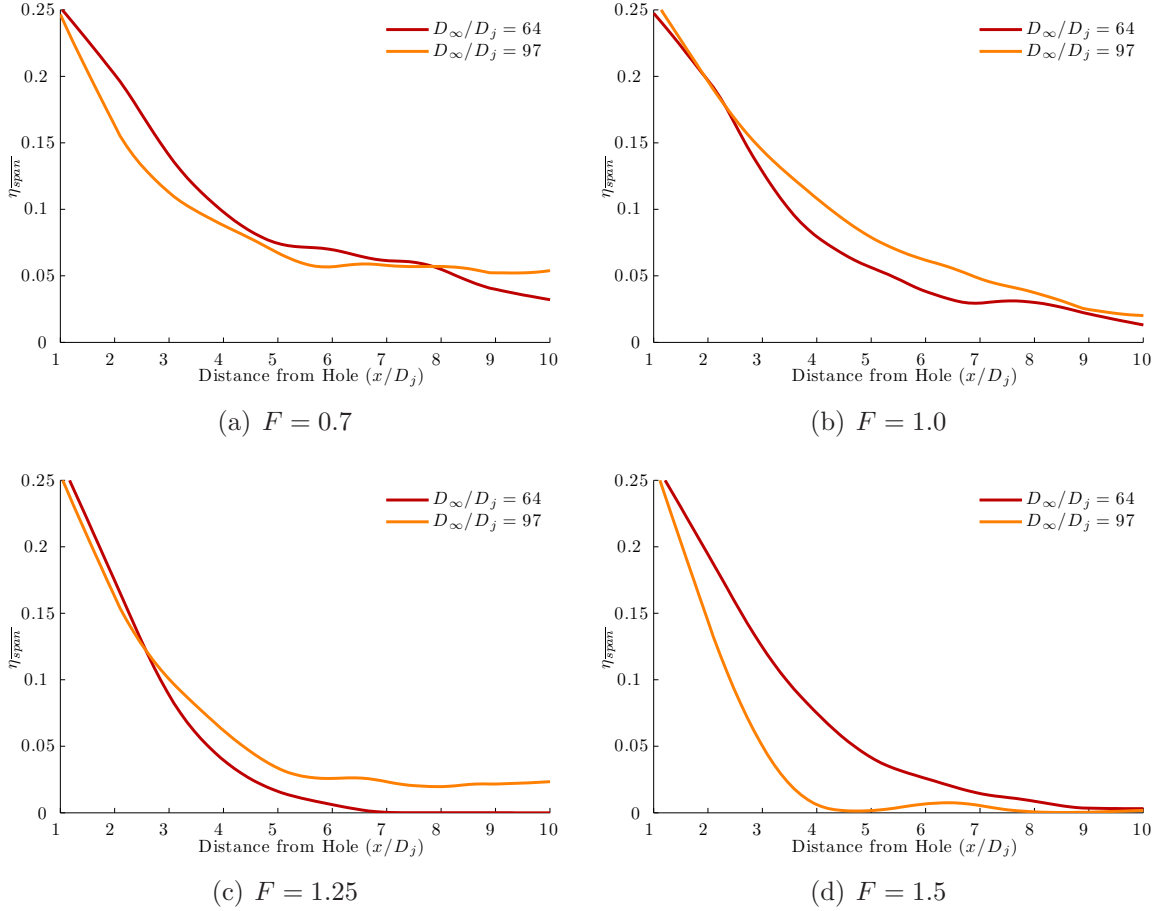 0.25
0.2
0.15
0.1
0.05
0
η_span
D∞/Dj = 64
D∞/Dj = 97
1 2 3 4 5 6 7 8 9 10
Distance from Hole (x/Dj)
(a) F = 0.7
0.25
0.2
0.15
0.1
0.05
0
η_span
D∞/Dj = 64
D∞/Dj = 97
1 2 3 4 5 6 7 8 9 10
Distance from Hole (x/Dj)
(b) F = 1.0
0.25
0.2
0.15
0.1
0.05
0
η_span
D∞/Dj = 64
D∞/Dj = 97
1 2 3 4 5 6 7 8 9 10
Distance from Hole (x/Dj)
(c) F = 1.25
0.25
0.2
0.15
0.1
0.05
0
η_span
D∞/Dj = 64
D∞/Dj = 97
1 2 3 4 5 6 7 8 9 10
Distance from Hole (x/Dj)
(d) F = 1.5